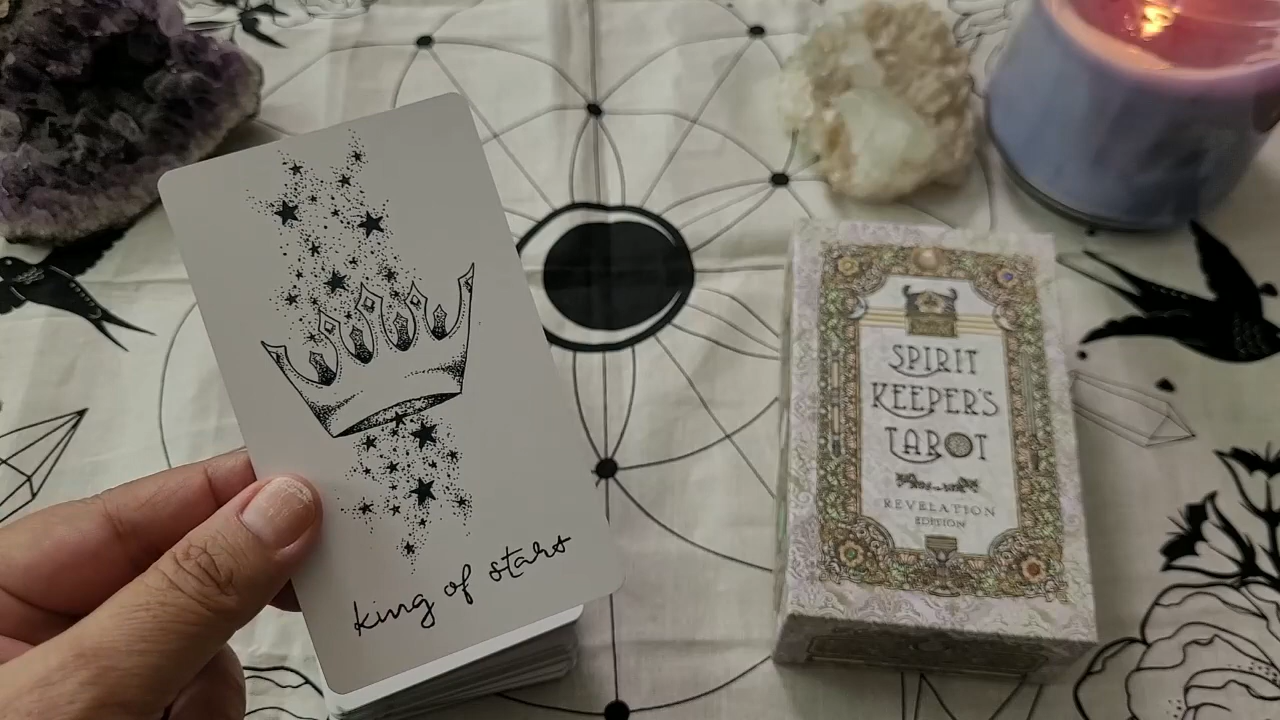 king of stars
SPIRIT
KEEPER'S
TAROT
REVELATION
EDITION